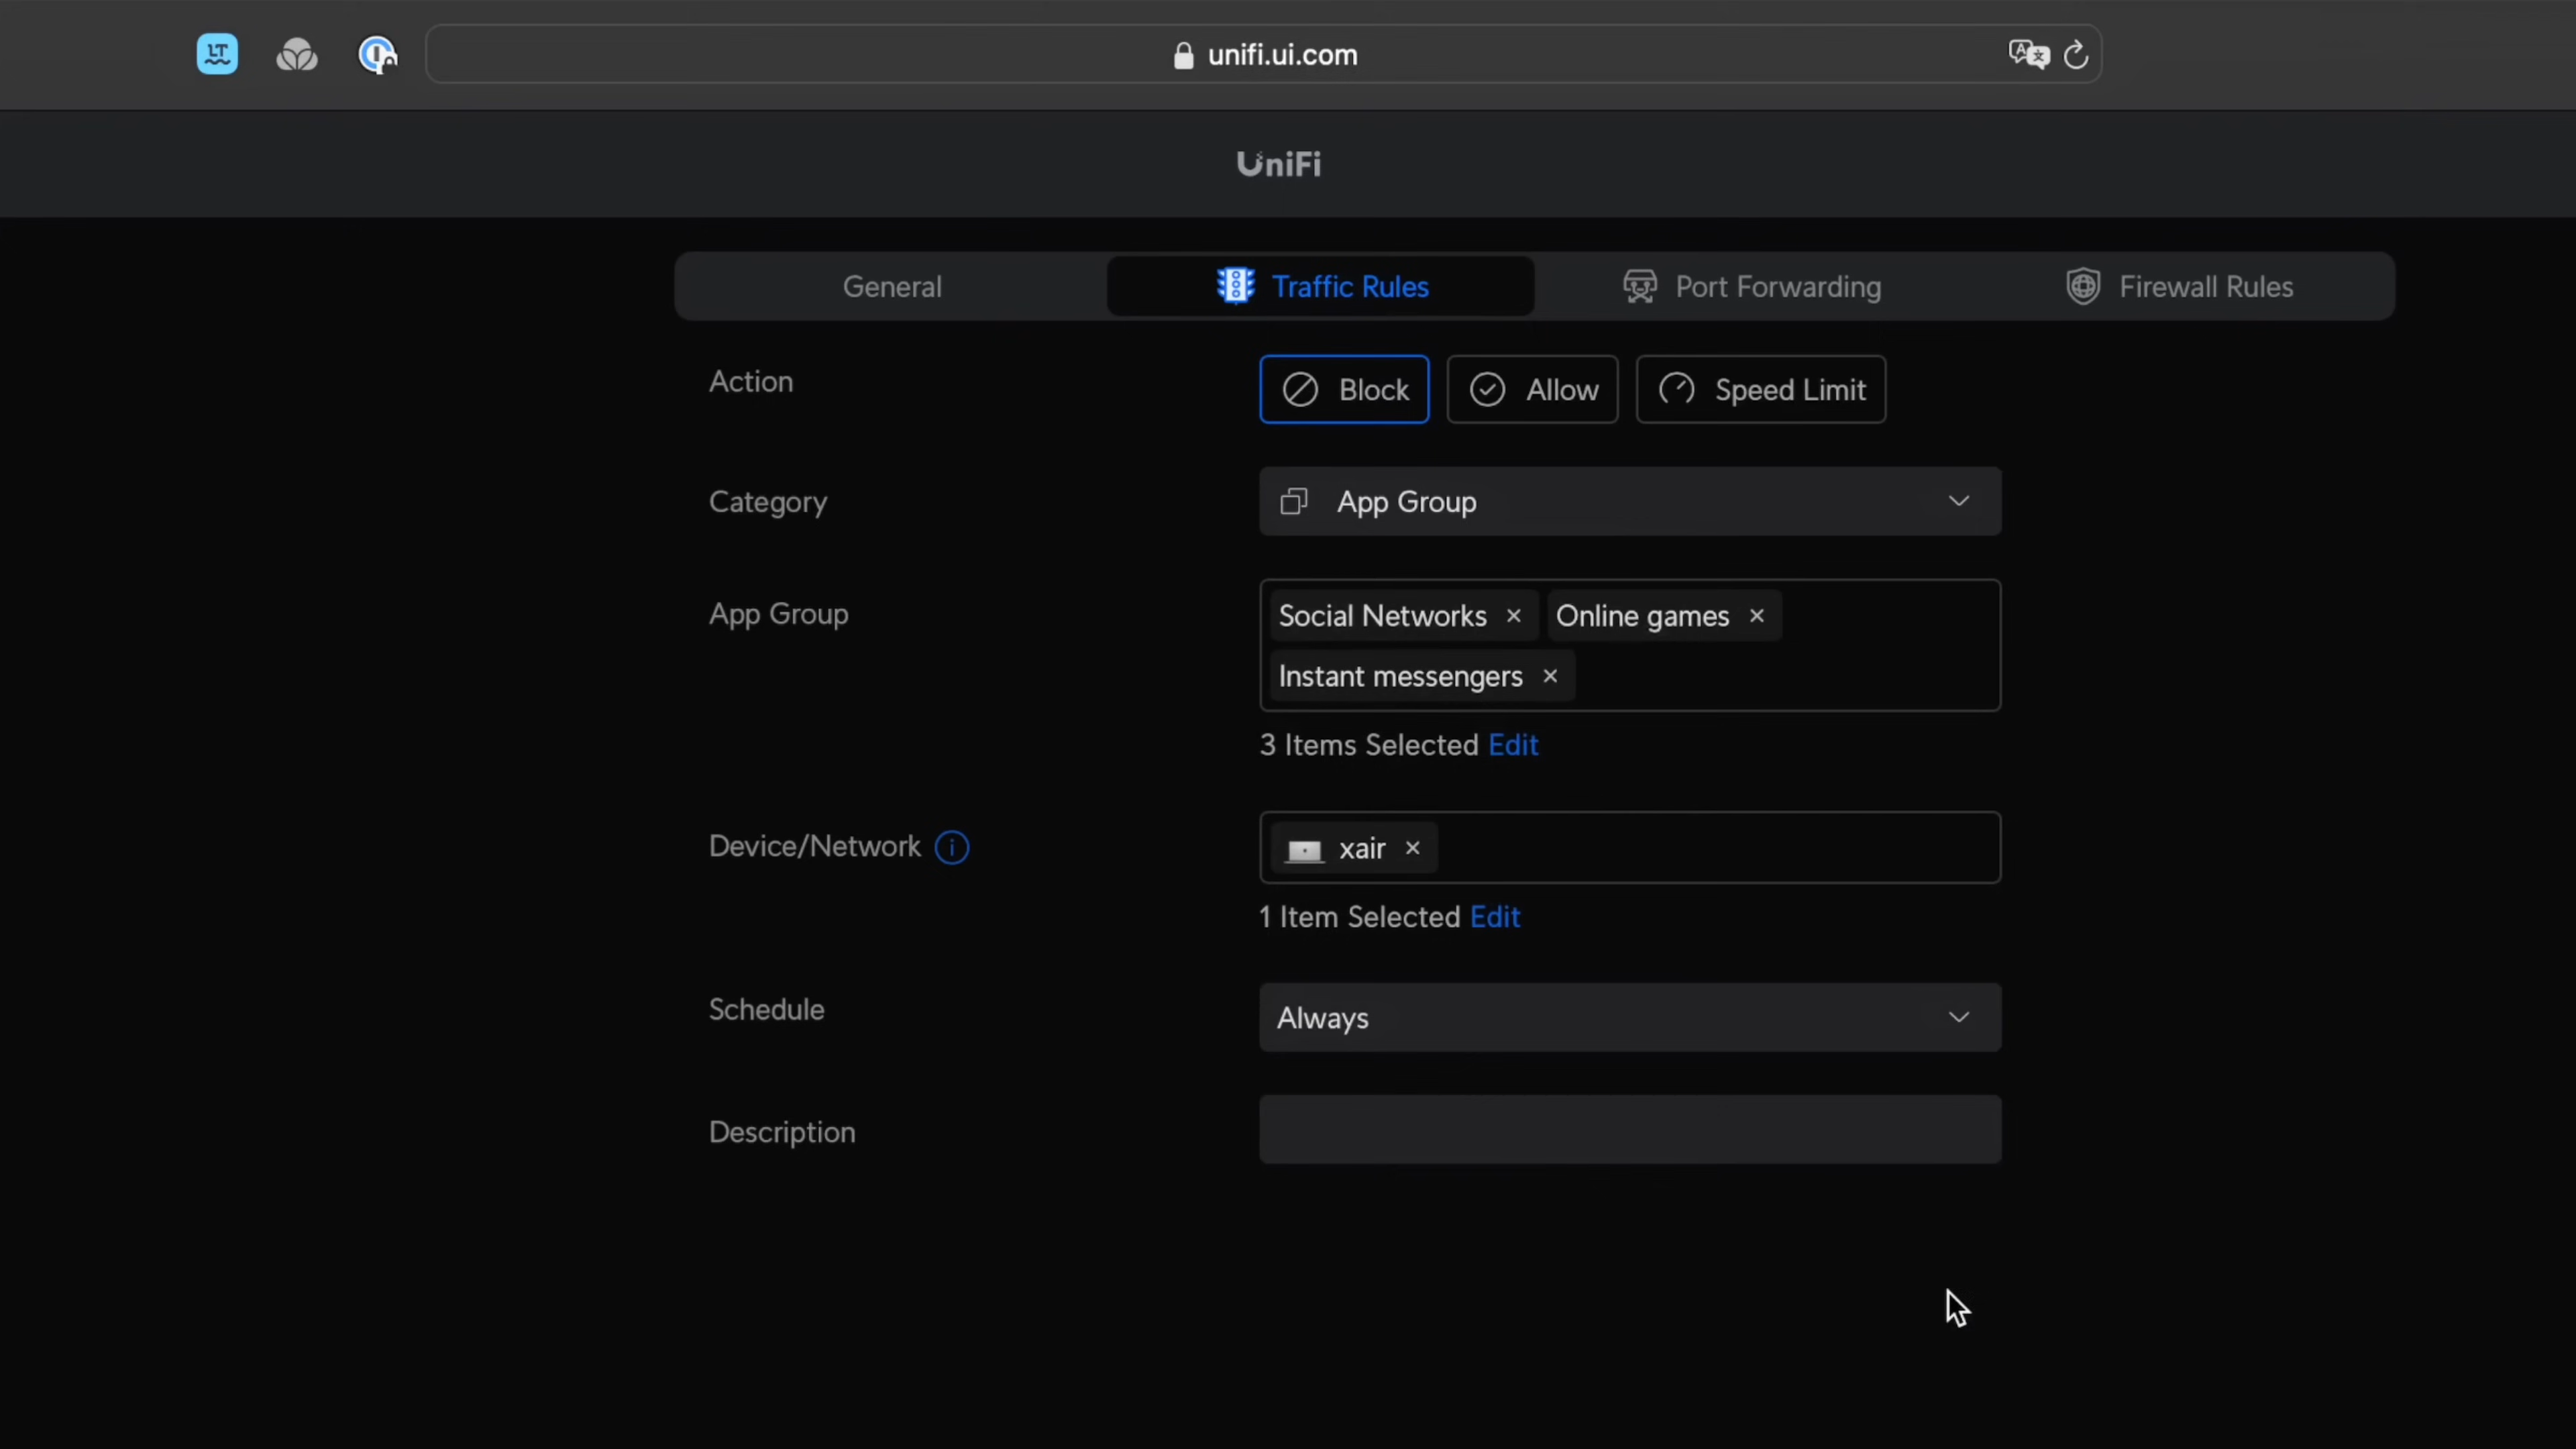 LT
unifi.ui.com
UniFi
General Traffic Rules Port Forwarding Firewall Rules
Action Block Allow Speed Limit
Category App Group
App Group Social Networks × Online games ×
Instant messengers ×
3 Items Selected Edit
Device/Network xair ×
1 Item Selected Edit
Schedule Always
Description